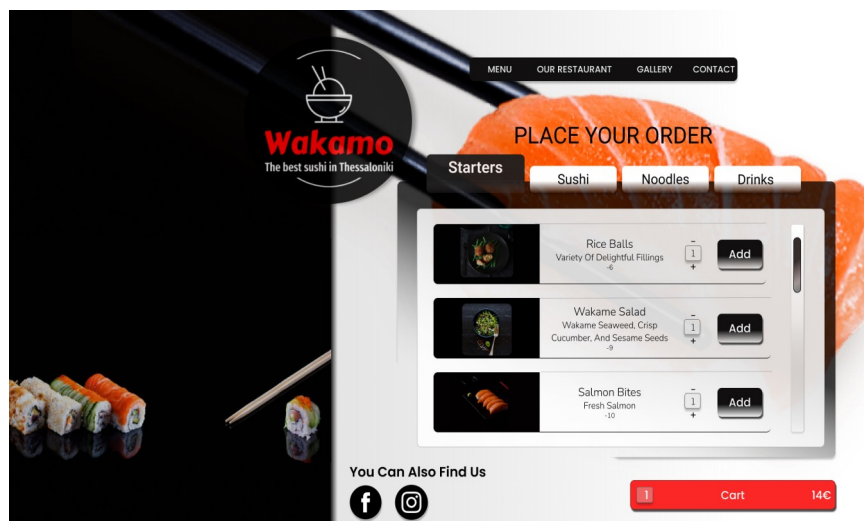 MENU OUR RESTAURANT GALLERY CONTACT
Wakamo
The best sushi in Thessaloniki
PLACE YOUR ORDER
Starters Sushi Noodles Drinks
Rice Balls
Variety Of Delightful Fillings
-6
-
1
+
Add
Wakame Salad
Wakame Seaweed, Crisp
Cucumber, And Sesame Seeds
-9
-
1
+
Add
Salmon Bites
Fresh Salmon
-10
-
1
+
Add
You Can Also Find Us
f
1 Cart 14€